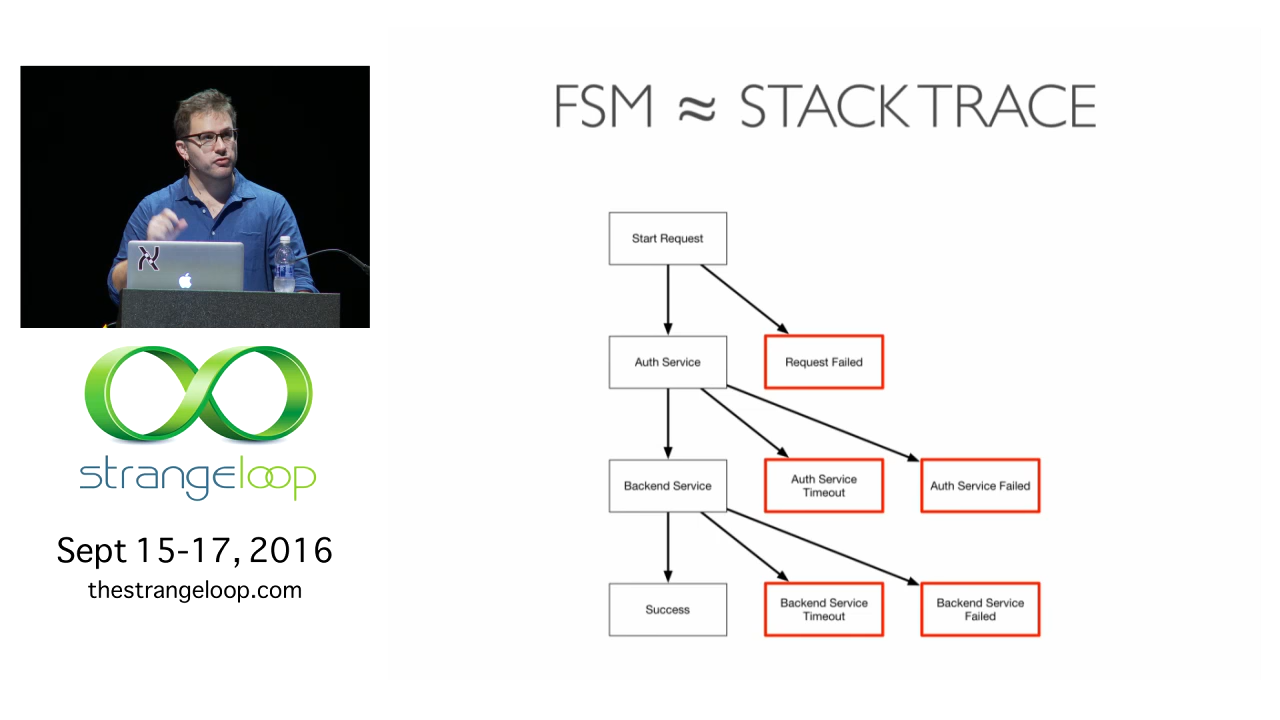 FSM ≈ STACK TRACE
Start Request
Auth Service
Request Failed
Backend Service
Auth Service
Timeout
Auth Service Failed
Success
Backend Service
Timeout
Backend Service
Failed
strangeloop
Sept 15-17, 2016
thestrangeloop.com